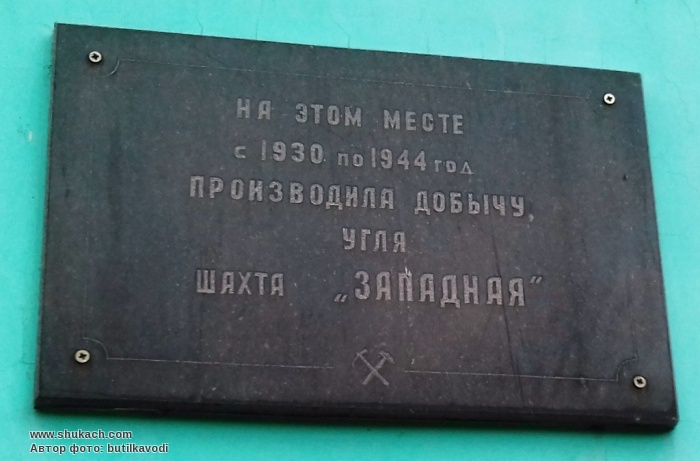 НА ЭТОМ МЕСТЕ
с 1930 по 1944 год
ПРОИЗВОДИЛА ДОБЫЧУ,
УГЛЯ
ШАХТА „ЗАПАДНАЯ“
www.shukach.com
Автор фото: butilkavodi